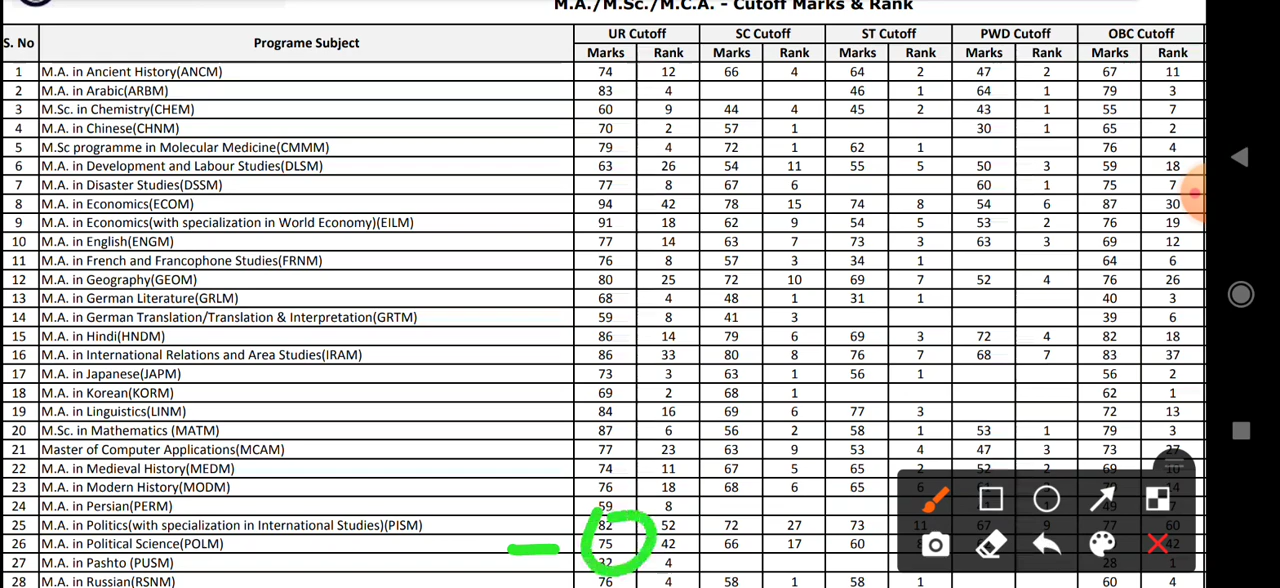 M.A./M.Sc./M.C.A. - Cutoff Marks & Rank
S. No Programe Subject UR Cutoff SC Cutoff ST Cutoff PWD Cutoff OBC Cutoff
Marks Rank Marks Rank Marks Rank Marks Rank Marks Rank
1 M.A. in Ancient History(ANCM) 74 12 66 4 64 2 47 2 67 11
2 M.A. in Arabic(ARBM) 83 4 46 1 64 1 79 3
3 M.Sc. in Chemistry(CHEM) 60 9 44 4 45 2 43 1 55 7
4 M.A. in Chinese(CHNM) 70 2 57 1 30 1 65 2
5 M.Sc programme in Molecular Medicine(CMMM) 79 4 72 1 62 1 76 4
6 M.A. in Development and Labour Studies(DLSM) 63 26 54 11 55 5 50 3 59 18
7 M.A. in Disaster Studies(DSSM) 77 8 67 6 60 1 75 7
8 M.A. in Economics(ECOM) 94 42 78 15 74 8 54 6 87 30
9 M.A. in Economics(with specialization in World Economy)(EILM) 91 18 62 9 54 5 53 2 76 19
10 M.A. in English(ENGM) 77 14 63 7 73 3 63 3 69 12
11 M.A. in French and Francophone Studies(FRNM) 76 8 57 3 34 1 64 6
12 M.A. in Geography(GEOM) 80 25 72 10 69 7 52 4 76 26
13 M.A. in German Literature(GRLM) 68 4 48 1 31 1 40 3
14 M.A. in German Translation/Translation & Interpretation(GRTM) 59 8 41 3 39 6
15 M.A. in Hindi(HNDM) 86 14 79 6 69 3 72 4 82 18
16 M.A. in International Relations and Area Studies(IRAM) 86 33 80 8 76 7 68 7 83 37
17 M.A. in Japanese(JAPM) 73 3 63 1 56 1 56 2
18 M.A. in Korean(KORM) 69 2 68 1 62 1
19 M.A. in Linguistics(LINM) 84 16 69 6 77 3 72 13
20 M.Sc. in Mathematics (MATM) 87 6 56 2 58 1 53 1 79 3
21 Master of Computer Applications(MCAM) 77 23 63 9 53 4 47 3 73 27
22 M.A. in Medieval History(MEDM) 74 11 67 5 65 2 52 2 69 10
23 M.A. in Modern History(MODM) 76 18 68 6 65 6 14
24 M.A. in Persian(PERM) 59 8 49
25 M.A. in Politics(with specialization in International Studies)(PISM) 82 52 72 27 73 11 67 9 77 60
26 M.A. in Political Science(POLM) 75 42 66 17 60 42
27 M.A. in Pashto (PUSM) 32 4 28 1
28 M.A. in Russian(RSNM) 76 4 58 1 58 1 60 4